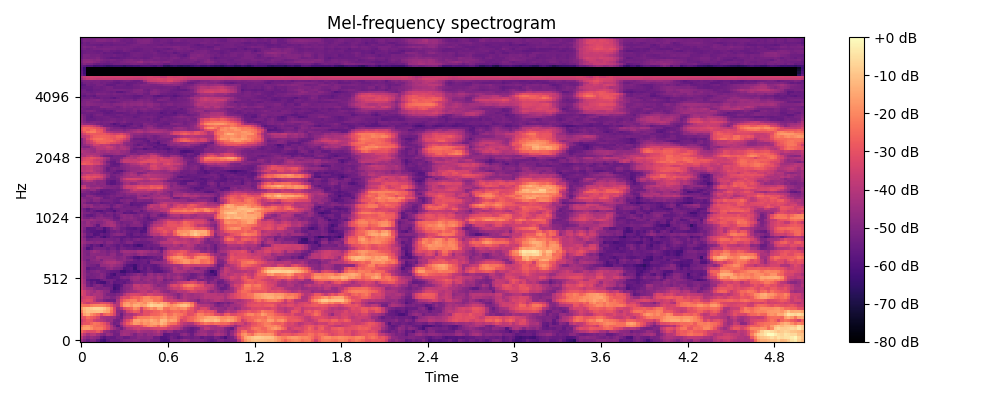 Mel-frequency spectrogram
+0 dB
-10 dB
-20 dB
-30 dB
-40 dB
-50 dB
-60 dB
-70 dB
-80 dB
Hz
4096
2048
1024
512
0
0 0.6 1.2 1.8 2.4 3 3.6 4.2 4.8
Time